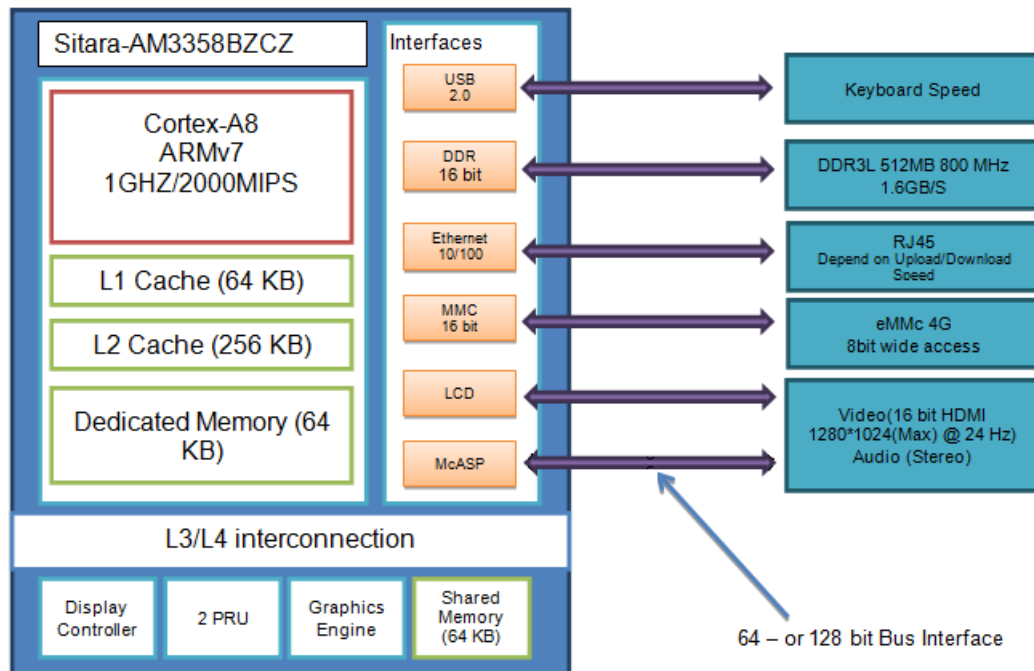 Sitara-AM3358BZCZ
Cortex-A8
ARMv7
1GHZ/2000MIPS
L1 Cache (64 KB)
L2 Cache (256 KB)
Dedicated Memory (64
KB)
Interfaces
USB
2.0
DDR
16 bit
Ethernet
10/100
MMC
16 bit
LCD
McASP
Keyboard Speed
DDR3L 512MB 800 MHz
1.6GB/S
RJ45
Depend on Upload/Download
Speed
eMMc 4G
8bit wide access
Video(16 bit HDMI
1280*1024(Max) @ 24 Hz)
Audio (Stereo)
L3/L4 interconnection
Display
Controller
2 PRU
Graphics
Engine
Shared
Memory
(64 KB)
64 – or 128 bit Bus Interface